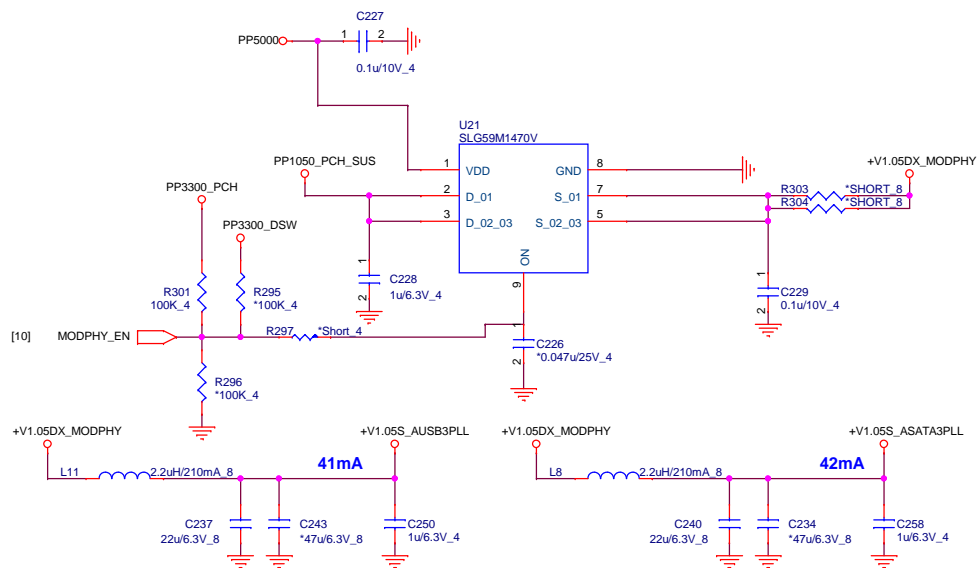 C227
PP5000
1
2
0.1u/10V_4
U21
SLG59M1470V
PP1050_PCH_SUS
+V1.05DX_MODPHY
1
VDD
GND
8
PP3300_PCH
2
D_01
S_01
7
R303
*SHORT_8
R304
*SHORT_8
3
D_02_03
S_02_03
5
PP3300_DSW
ON
9
1
C228
1u/6.3V_4
2
1
C229
0.1u/10V_4
2
R301
100K_4
R295
*100K_4
[10]
MODPHY_EN
R297
*Short_4
1
C226
*0.047u/25V_4
2
R296
*100K_4
+V1.05DX_MODPHY
+V1.05S_AUSB3PLL
+V1.05DX_MODPHY
+V1.05S_ASATA3PLL
41mA
42mA
L11
2.2uH/210mA_8
L8
2.2uH/210mA_8
C237
22u/6.3V_8
C243
*47u/6.3V_8
C250
1u/6.3V_4
C240
22u/6.3V_8
C234
*47u/6.3V_8
C258
1u/6.3V_4